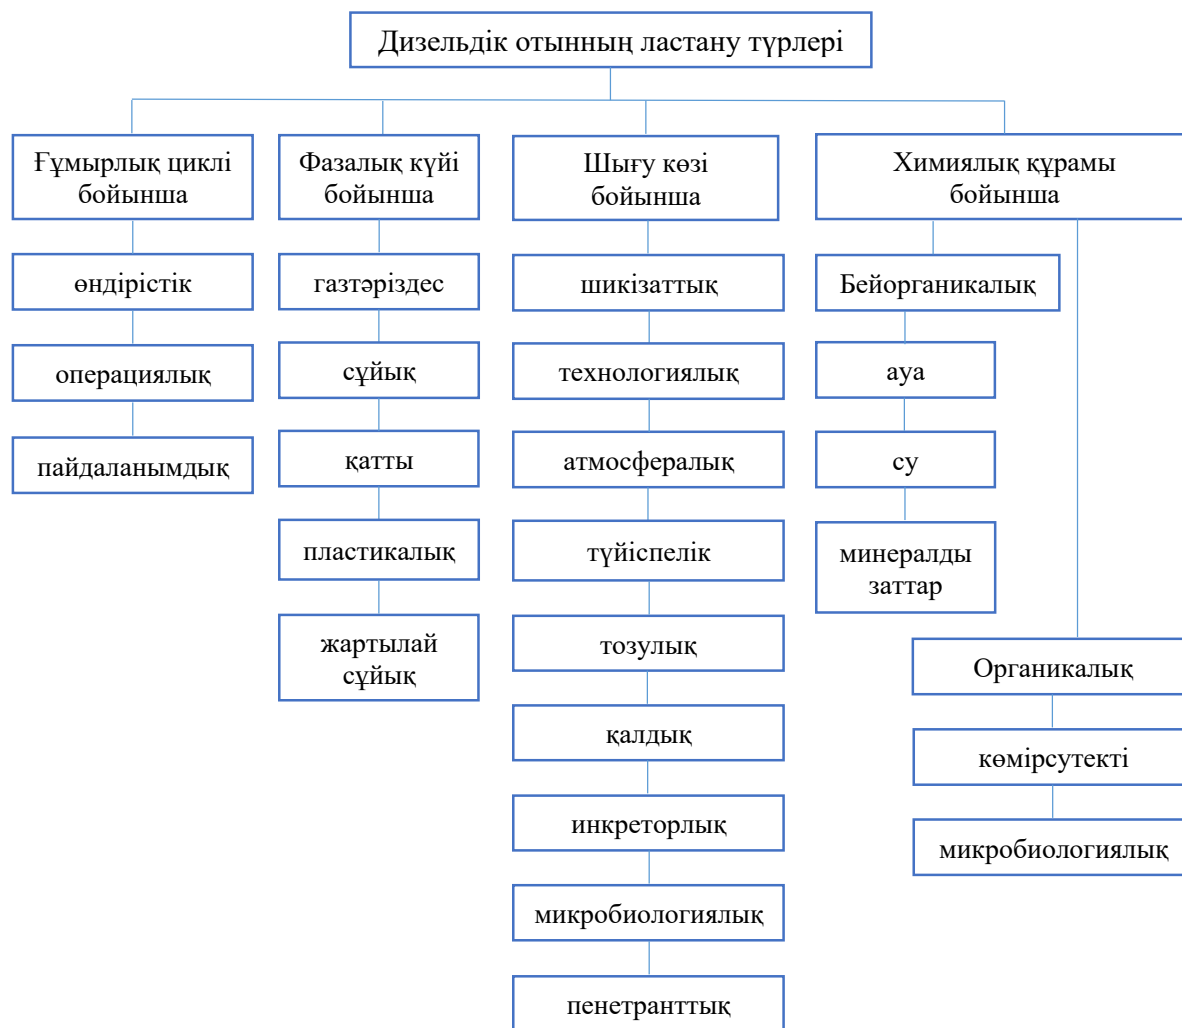 Дизельдік отынның ластану түрлері
Ғұмырлық циклі
бойынша
өндірістік
операциялық
пайдаланымдық
Фазалық күйі
бойынша
газтәріздес
сұйық
қатты
пластикалық
жартылай
сұйық
Шығу көзі
бойынша
шикізаттық
технологиялық
атмосфералық
түйіспелік
тозулық
қалдық
инкреторлық
микробиологиялық
пенетранттық
Химиялық құрамы
бойынша
Бейорганикалық
ауа
су
минералды
заттар
Органикалық
көмірсутекті
микробиологиялық